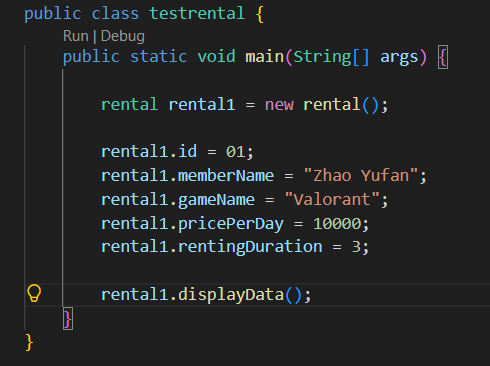 public class testrental {
Run | Debug
public static void main(String[] args) {
rental rental1 = new rental();
rental1.id = 01;
rental1.memberName = "Zhao Yufan";
rental1.gameName = "Valorant";
rental1.pricePerDay = 10000;
rental1.rentingDuration = 3;
rental1.displayData();
}
}